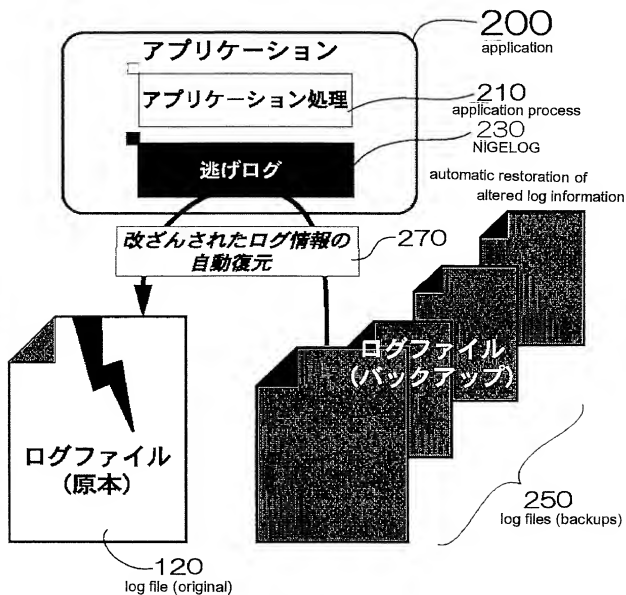 アプリケーション
200
application
アプリケーション処理
210
application process
230
NIGELOG
逃げログ
automatic restoration of
altered log information
改ざんされたログ情報の
自動復元
270
ログファイル
(バックアップ)
ログファイル
(原本)
250
log files (backups)
120
log file (original)